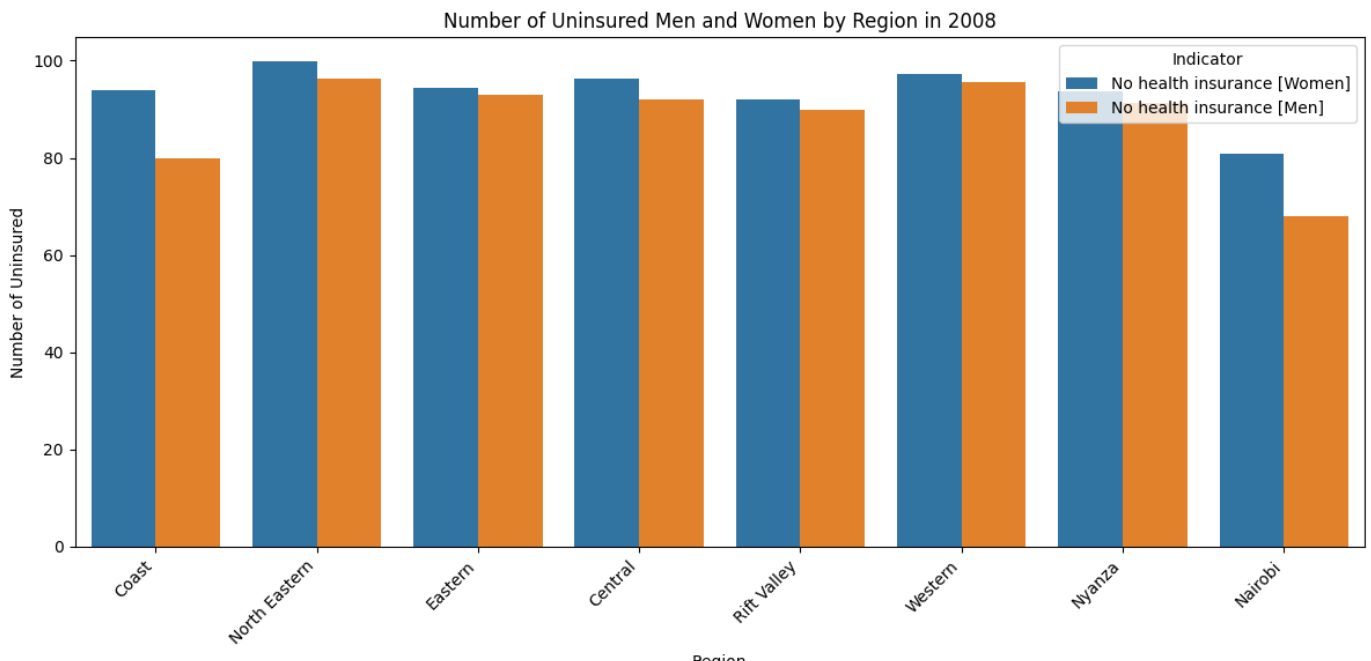 Number of Uninsured Men and Women by Region in 2008
Indicator
No health insurance [Women]
No health insurance [Men]
Number of Uninsured
100
80
60
40
20
0
Coast
North Eastern
Eastern
Central
Rift Valley
Western
Nyanza
Nairobi
Region